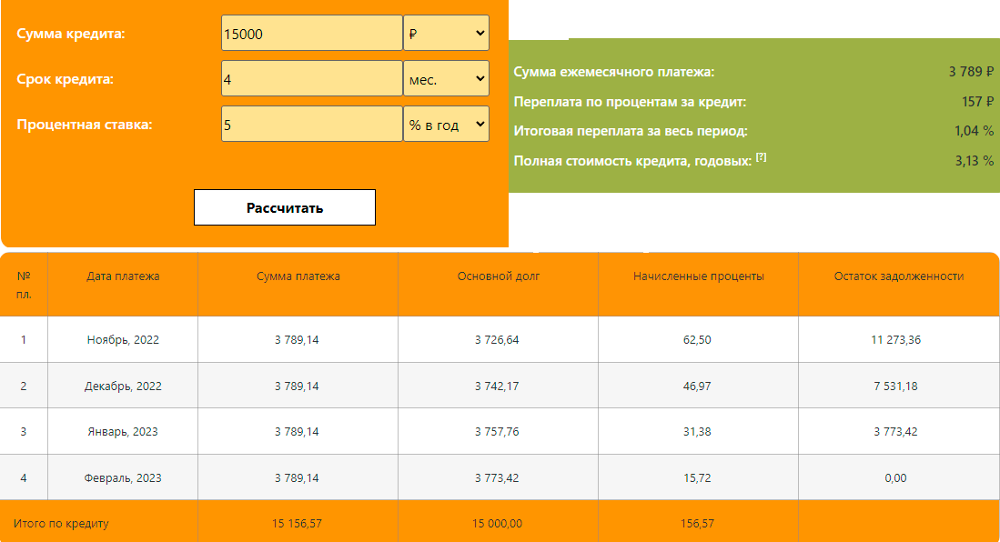 Сумма кредита: 15000 ₽
Срок кредита: 4 мес.
Процентная ставка: 5 % в год
Рассчитать
Сумма ежемесячного платежа: 3 789 ₽
Переплата по процентам за кредит: 157 ₽
Итоговая переплата за весь период: 1,04 %
Полная стоимость кредита, годовых: [?] 3,13 %
№ пл. Дата платежа Сумма платежа Основной долг Начисленные проценты Остаток задолженности
1 Ноябрь, 2022 3 789,14 3 726,64 62,50 11 273,36
2 Декабрь, 2022 3 789,14 3 742,17 46,97 7 531,18
3 Январь, 2023 3 789,14 3 757,76 31,38 3 773,42
4 Февраль, 2023 3 789,14 3 773,42 15,72 0,00
Итого по кредиту 15 156,57 15 000,00 156,57